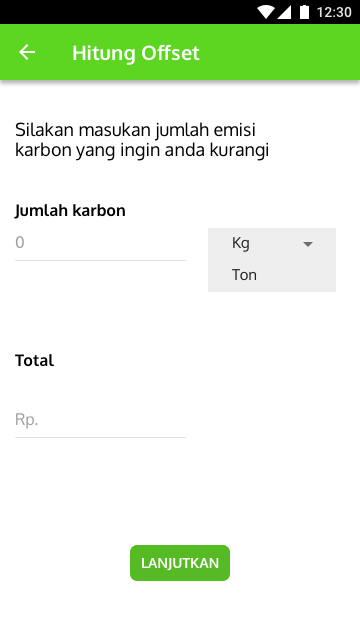 12:30
Hitung Offset
Silakan masukan jumlah emisi
karbon yang ingin anda kurangi
Jumlah karbon
0
Kg
Ton
Total
Rp.
LANJUTKAN